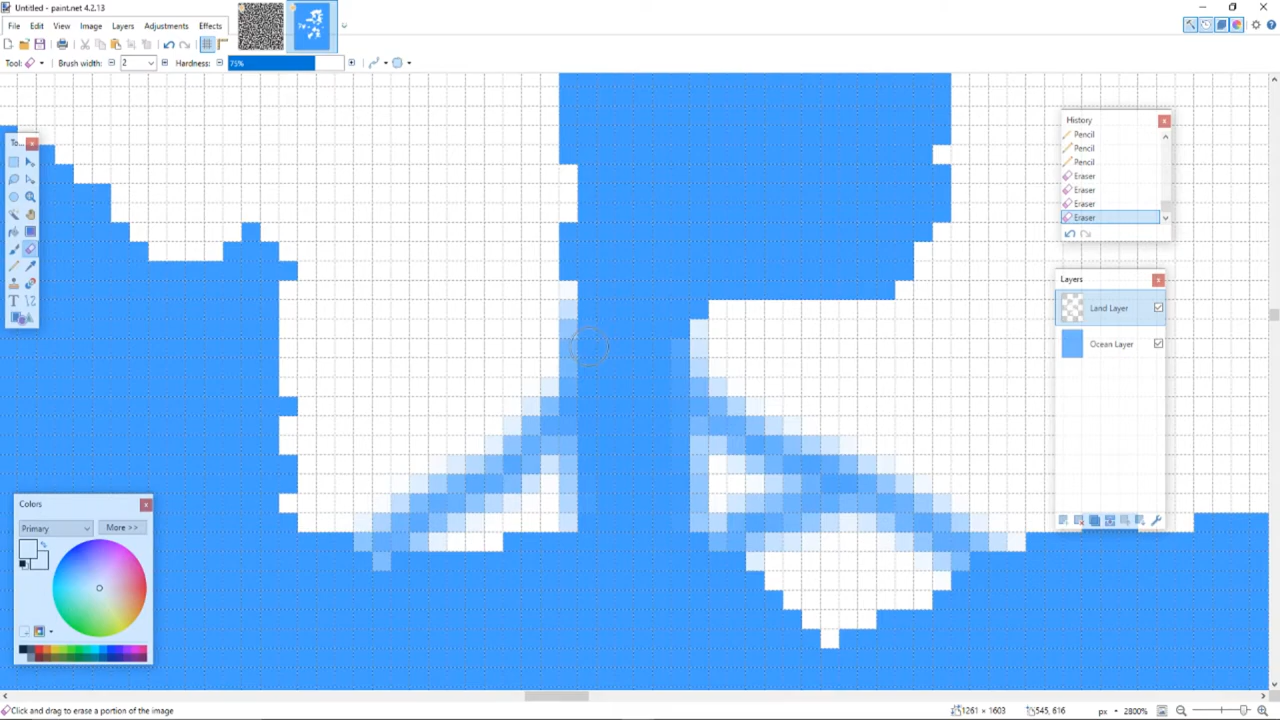 Untitled - paint.net 4.2.13
File Edit View Image Layers Adjustments Effects
Tool: Brush width: 2 Hardness: 75%
To...
History
Pencil
Pencil
Pencil
Eraser
Eraser
Eraser
Eraser
Layers
Land Layer
Ocean Layer
Colors
Primary More >>
Click and drag to erase a portion of the image 1261 × 1603 545, 616 px 2800%